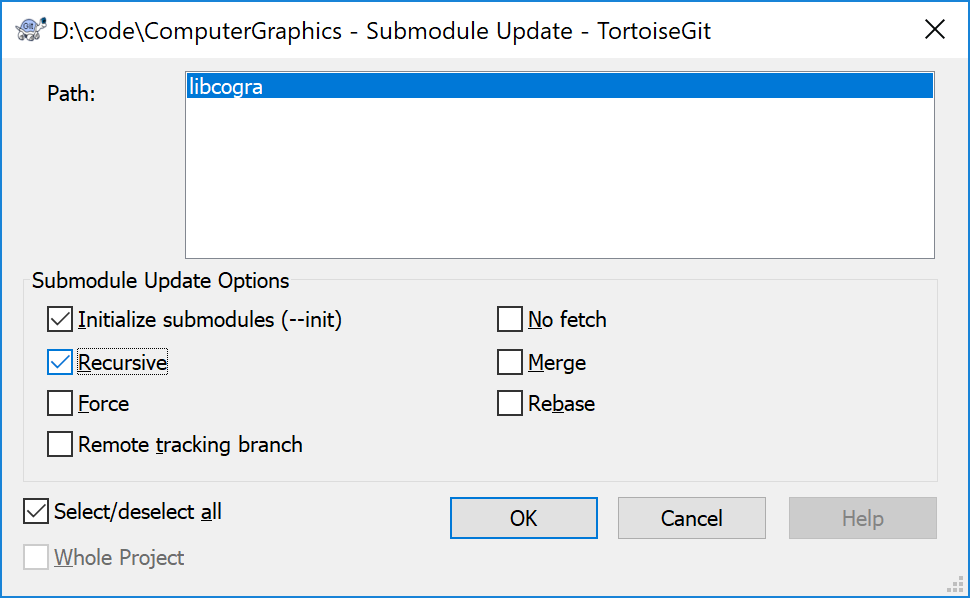 D:\code\ComputerGraphics - Submodule Update - TortoiseGit
Path:
libcogra
Submodule Update Options
Initialize submodules (--init)
No fetch
Recursive
Merge
Force
Rebase
Remote tracking branch
Select/deselect all
OK
Cancel
Help
Whole Project